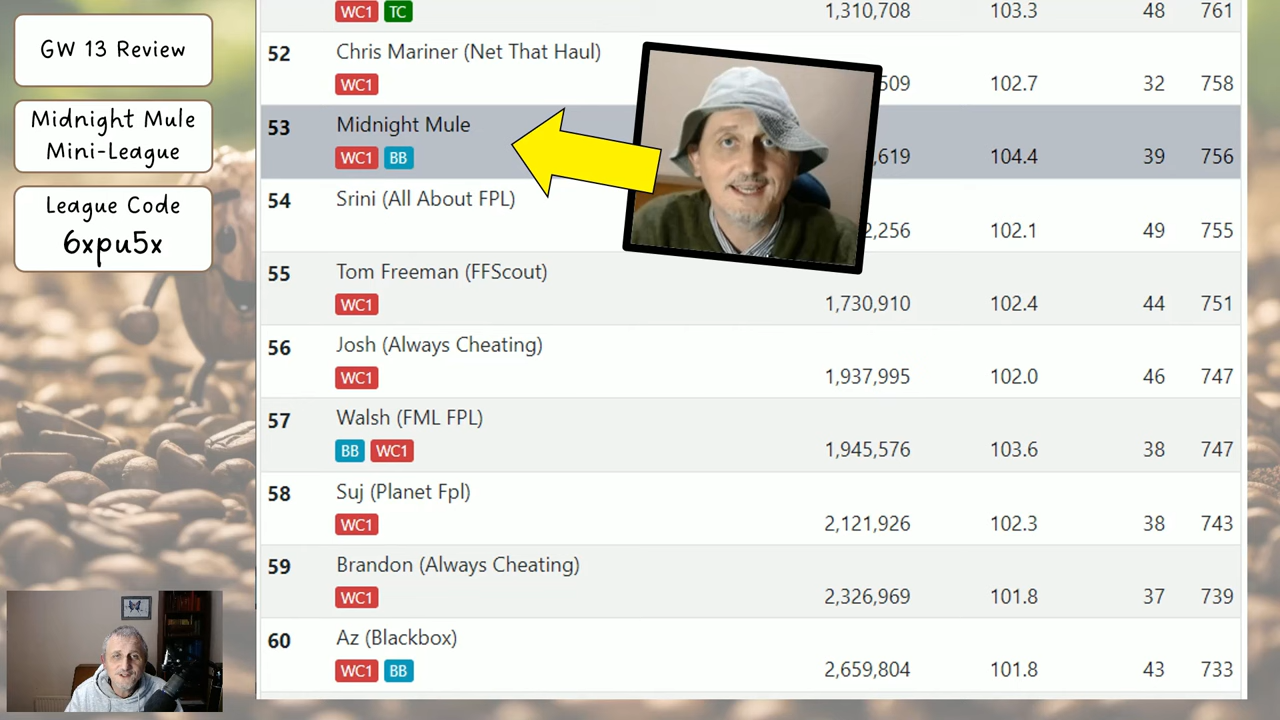 GW 13 Review
Midnight Mule
Mini-League
League Code
6xpu5x
WC1 TC 1,310,708 103.3 48 761
52 Chris Mariner (Net That Haul)
WC1 609 102.7 32 758
53 Midnight Mule
WC1 BB ,619 104.4 39 756
54 Srini (All About FPL)
2,256 102.1 49 755
55 Tom Freeman (FFScout)
WC1 1,730,910 102.4 44 751
56 Josh (Always Cheating)
WC1 1,937,995 102.0 46 747
57 Walsh (FML FPL)
BB WC1 1,945,576 103.6 38 747
58 Suj (Planet Fpl)
WC1 2,121,926 102.3 38 743
59 Brandon (Always Cheating)
WC1 2,326,969 101.8 37 739
60 Az (Blackbox)
WC1 BB 2,659,804 101.8 43 733